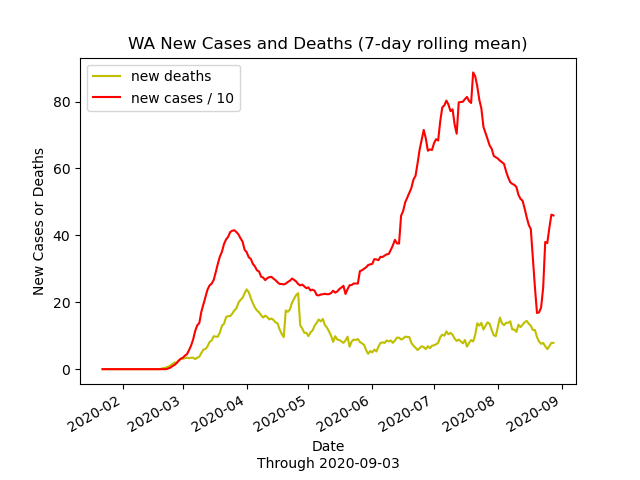 WA New Cases and Deaths (7-day rolling mean)
new deaths
new cases / 10
New Cases or Deaths
80
60
40
20
0
2020-02
2020-03
2020-04
2020-05
2020-06
2020-07
2020-08
2020-09
Date
Through 2020-09-03